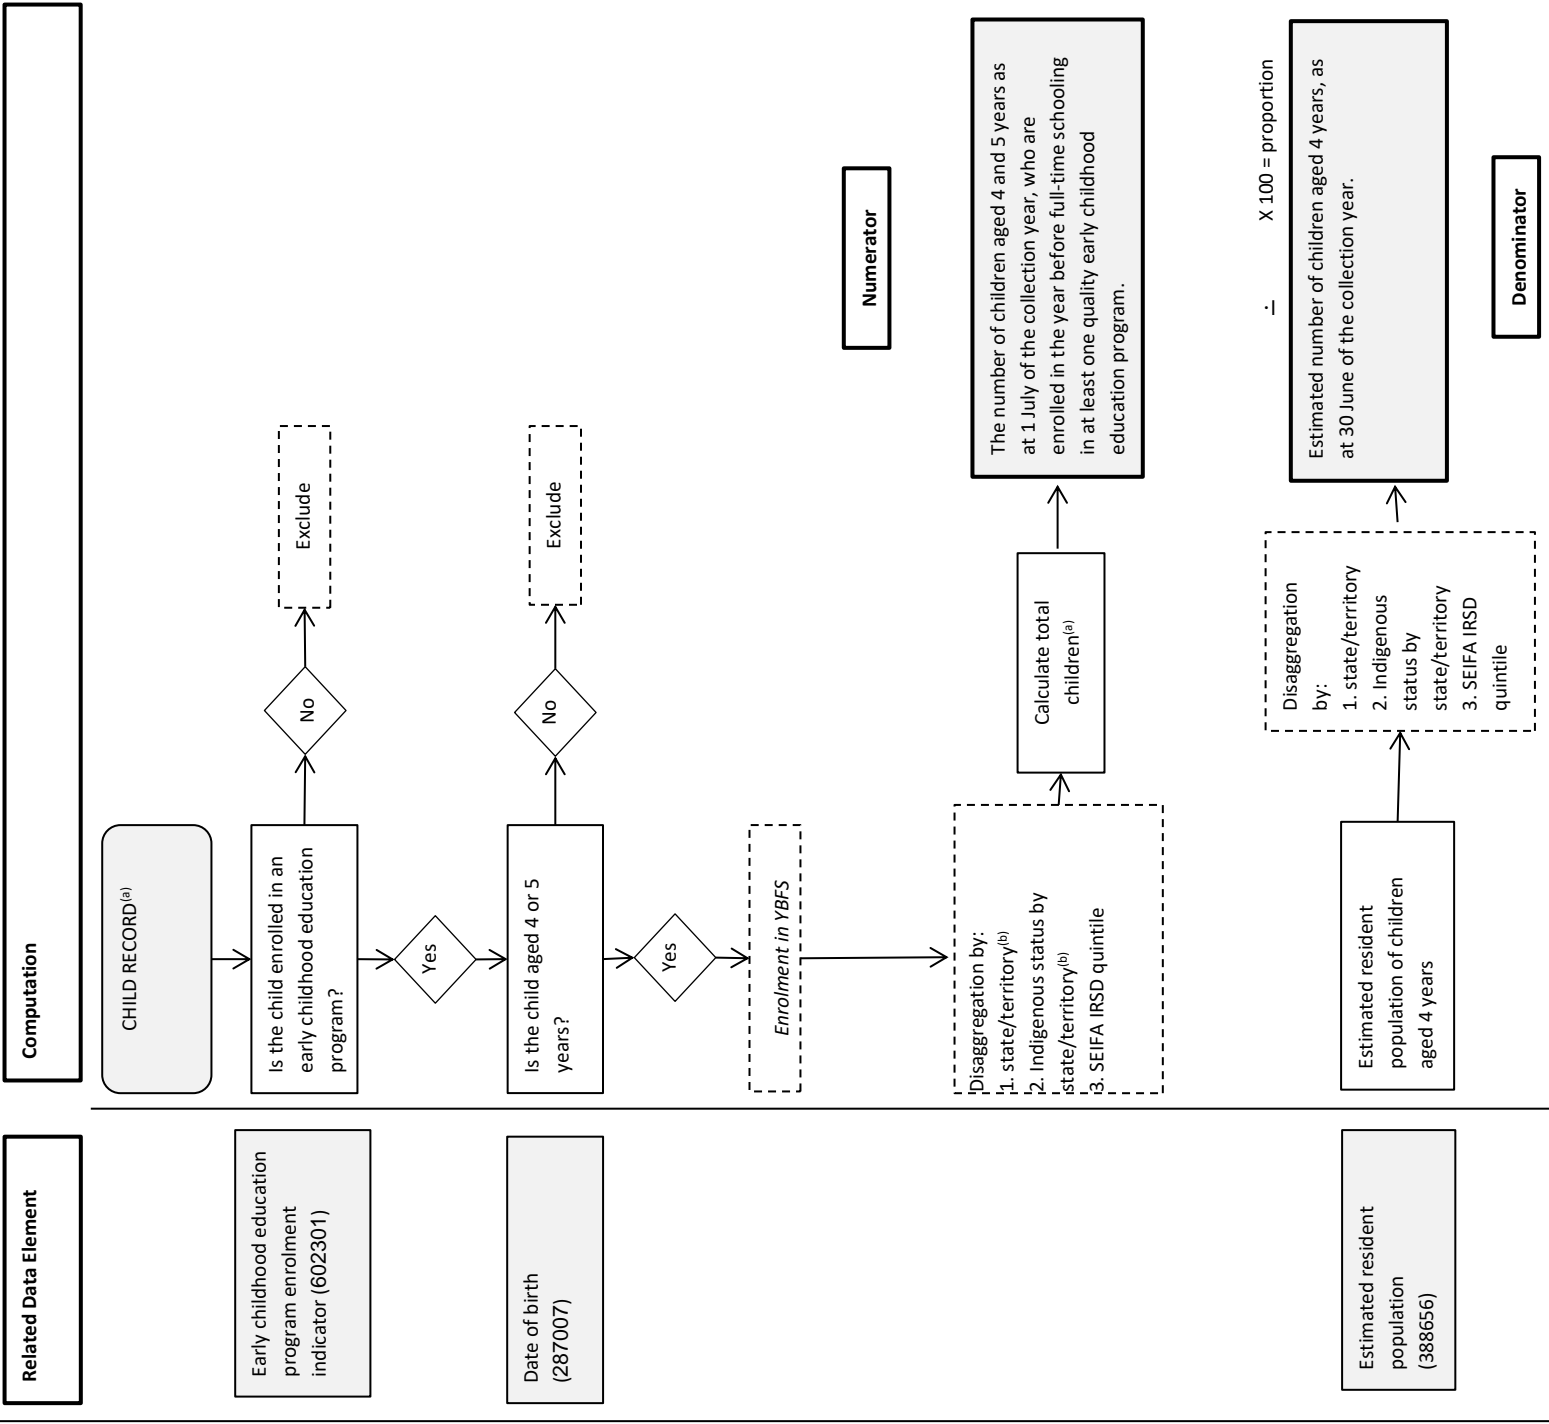 Related Data Element
Computation
CHILD RECORD(a)
Early childhood education
program enrolment
indicator (602301)
Is the child enrolled in an
early childhood education
program?
No
Exclude
Yes
Date of birth
(287007)
Is the child aged 4 or 5
years?
No
Exclude
Yes
Enrolment in YBFS
Numerator
Disaggregation by:
1. state/territory(b)
2. Indigenous status by
state/territory(b)
3. SEIFA IRSD quintile
Calculate total
children(a)
The number of children aged 4 and 5 years as
at 1 July of the collection year, who are
enrolled in the year before full-time schooling
in at least one quality early childhood
education program.
÷ X 100 = proportion
Estimated resident
population
(388656)
Estimated resident
population of children
aged 4 years
Disaggregation
by:
1. state/territory
2. Indigenous
status by
state/territory
3. SEIFA IRSD
quintile
Estimated number of children aged 4 years, as
at 30 June of the collection year.
Denominator